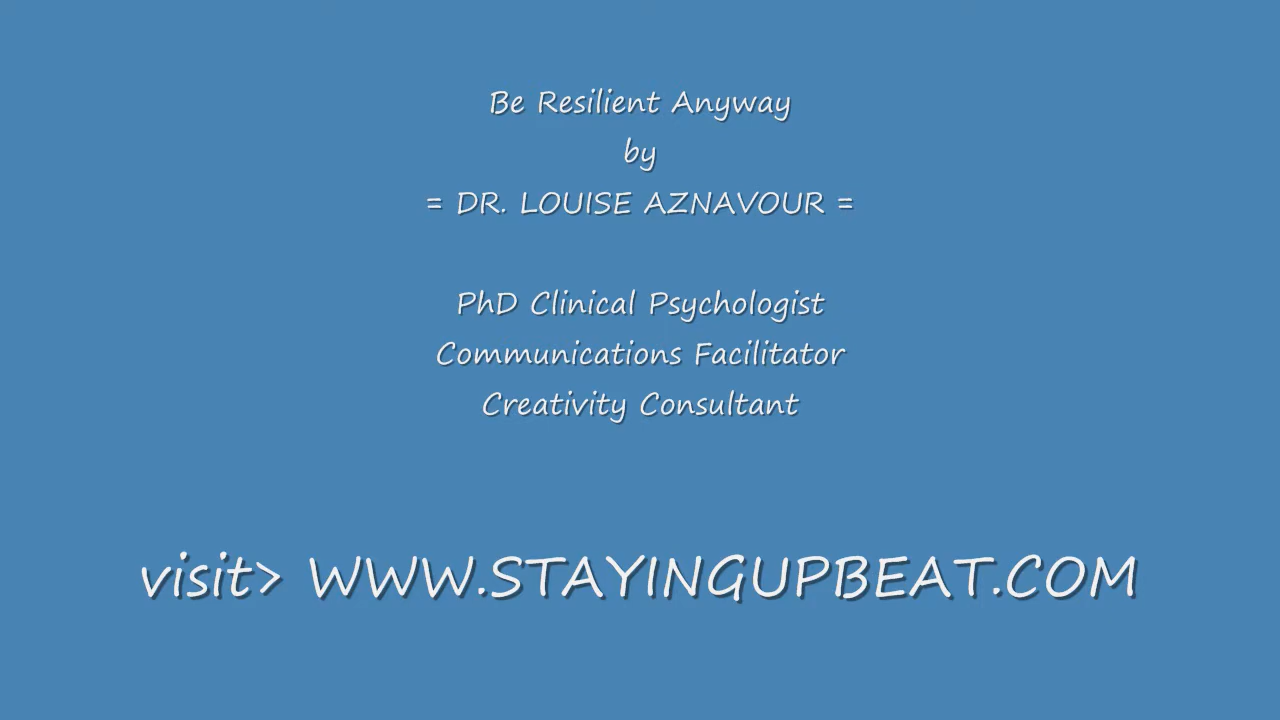 Be Resilient Anyway
by
= DR. LOUISE AZNAVOUR =
PhD Clinical Psychologist
Communications Facilitator
Creativity Consultant
visit> WWW.STAYINGUPBEAT.COM